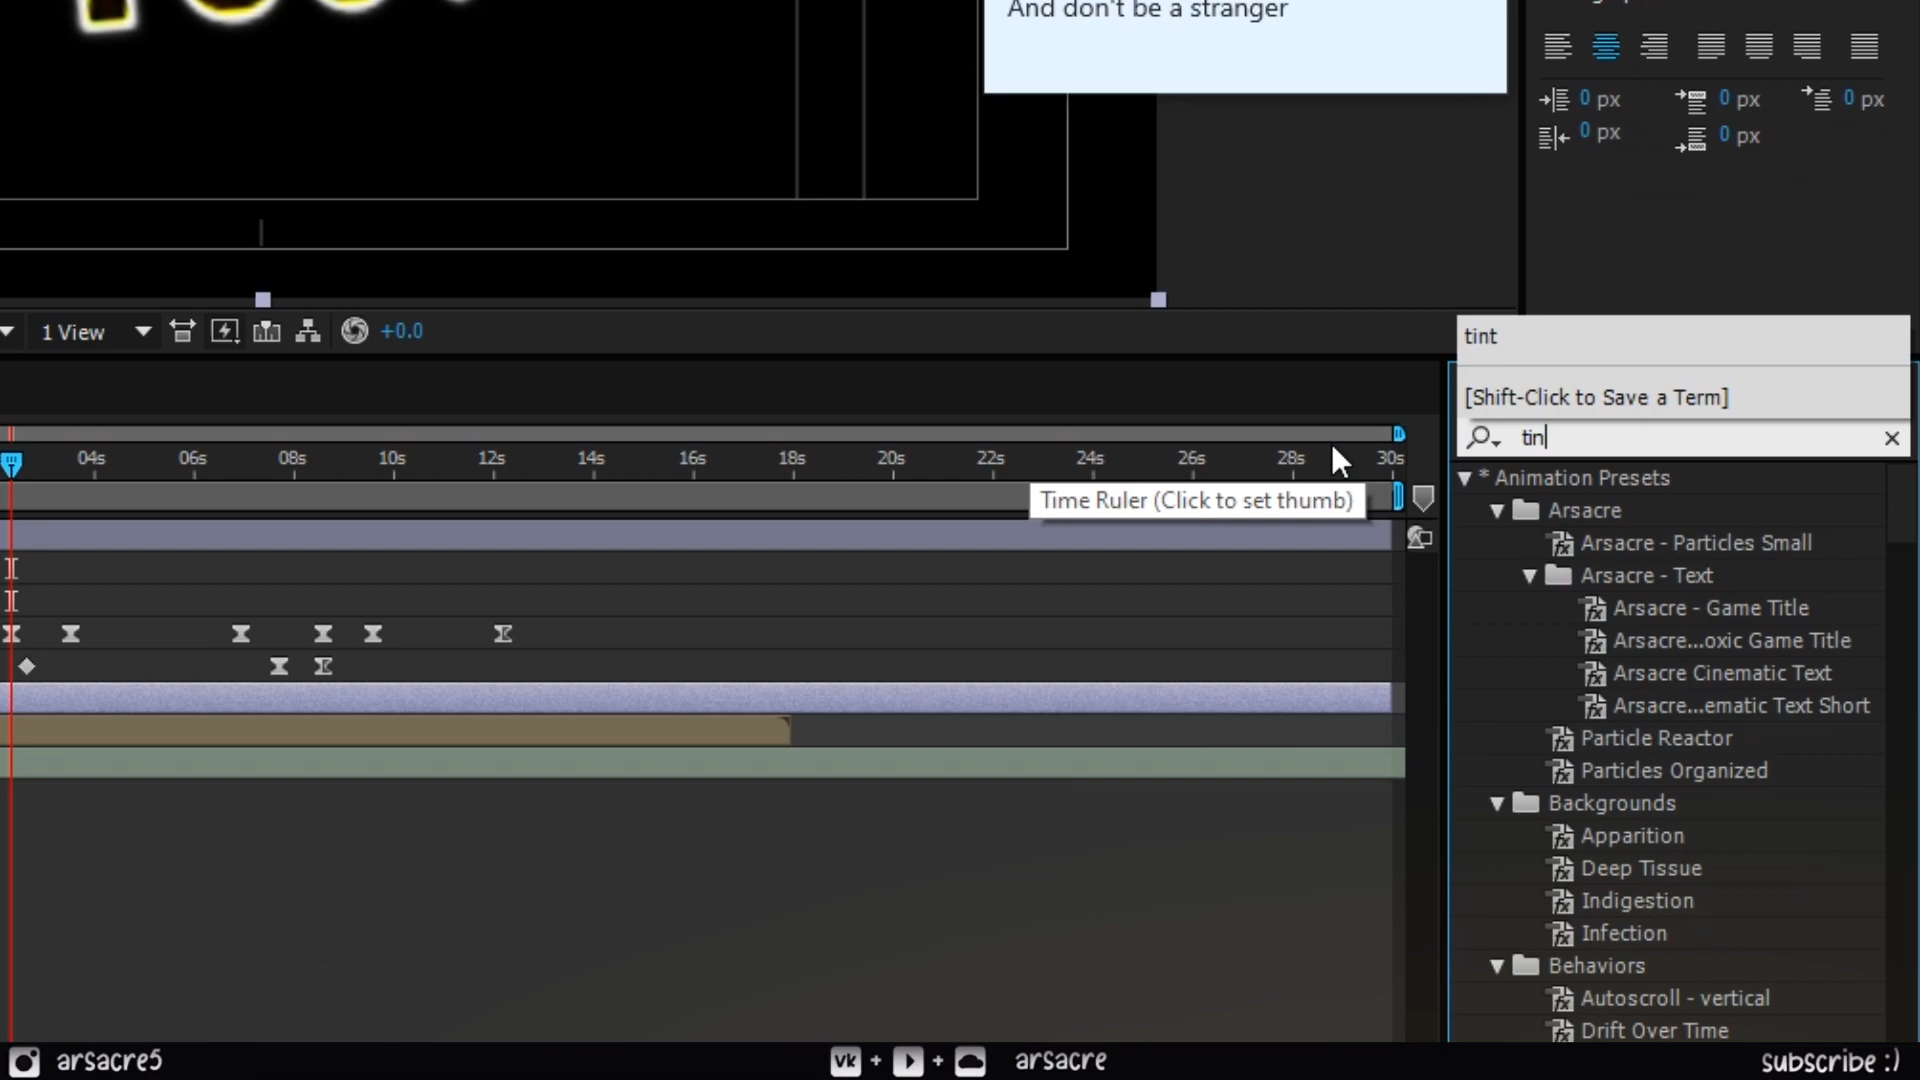 And don't be a stranger
0 px 0 px 0 px
0 px 0 px
1 View +0.0
tint
[Shift-Click to Save a Term]
tin
04s 06s 08s 10s 12s 14s 16s 18s 20s 22s 24s 26s 28s 30s
Time Ruler (Click to set thumb)
* Animation Presets
Arsacre
Arsacre - Particles Small
Arsacre - Text
Arsacre - Game Title
Arsacre...oxic Game Title
Arsacre Cinematic Text
Arsacre...ematic Text Short
Particle Reactor
Particles Organized
Backgrounds
Apparition
Deep Tissue
Indigestion
Infection
Behaviors
Autoscroll - vertical
Drift Over Time
arsacre5 vk + + arsacre subscribe :)